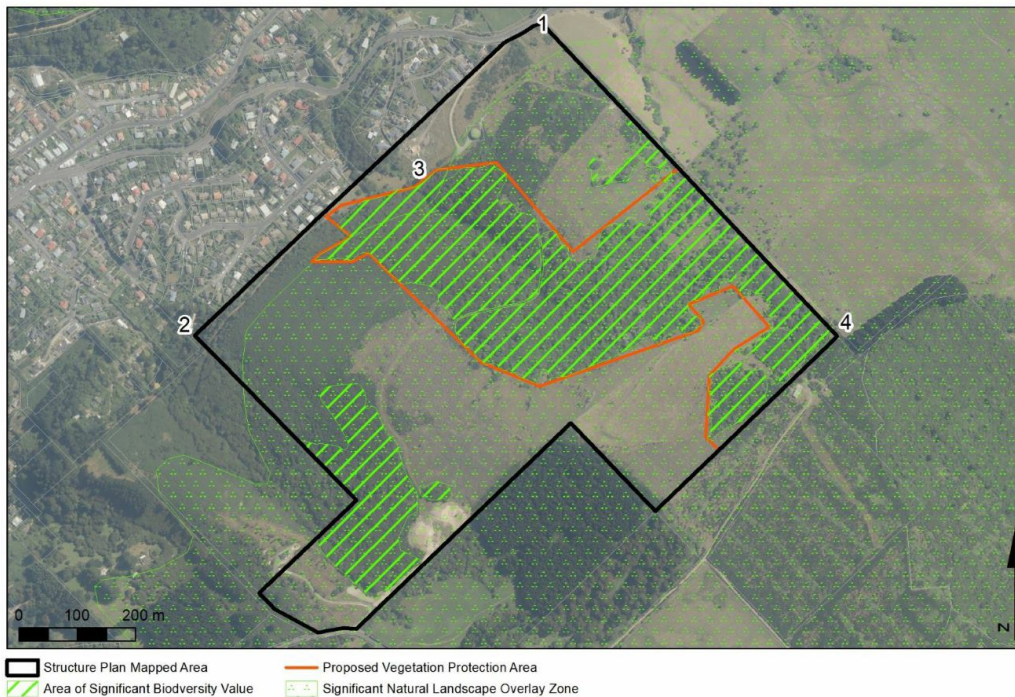 1
3
2
4
0 100 200 m
Z
Structure Plan Mapped Area
Proposed Vegetation Protection Area
Area of Significant Biodversity Value
Significant Natural Landscape Overlay Zone